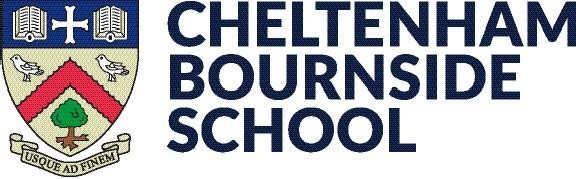 CHELTENHAM
BOURNSIDE
SCHOOL
USQUE AD FINEM